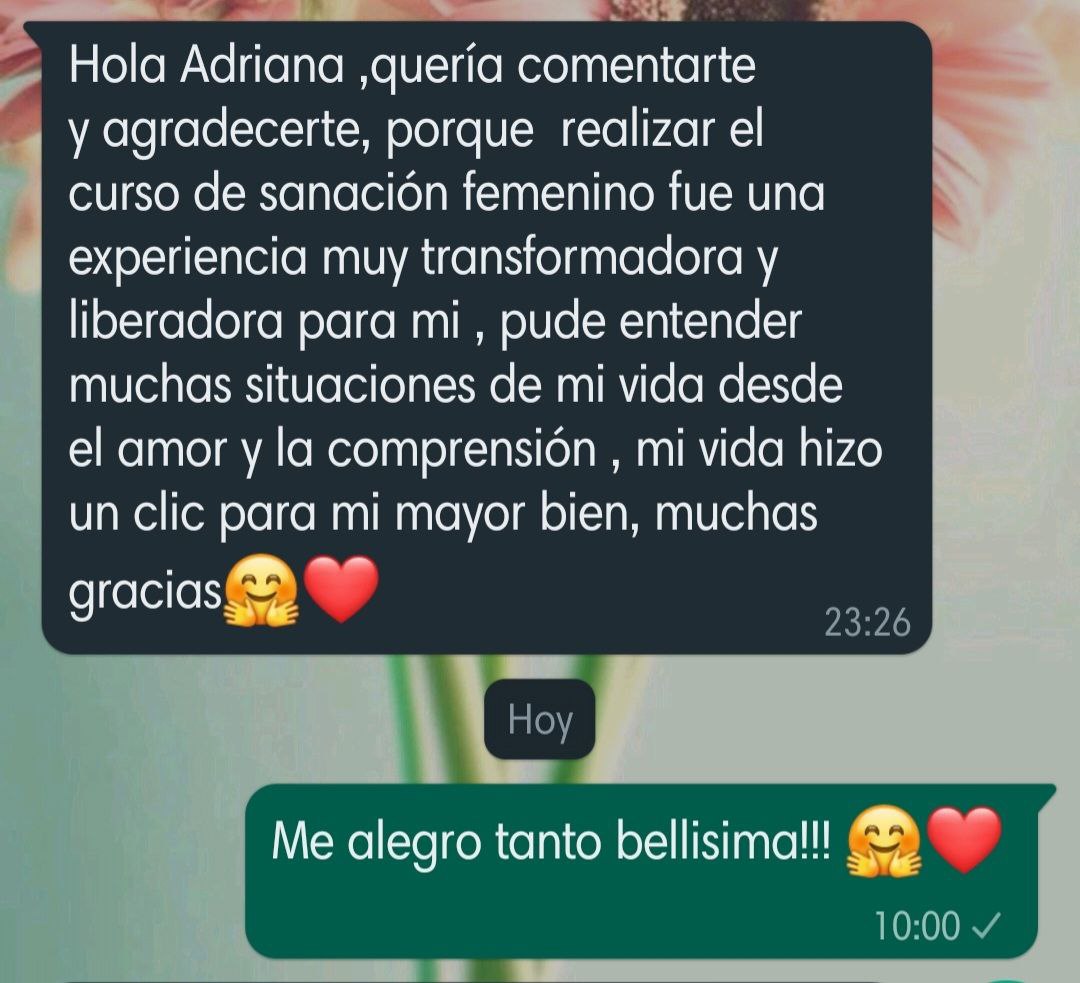 Hola Adriana ,quería comentarte
y agradecerte, porque  realizar el
curso de sanación femenino fue una
experiencia muy transformadora y
liberadora para mi , pude entender
muchas situaciones de mi vida desde
el amor y la comprensión , mi vida hizo
un clic para mi mayor bien, muchas
gracias🤗❤️
23:26
Hoy
Me alegro tanto bellisima!!! 🤗❤️
10:00